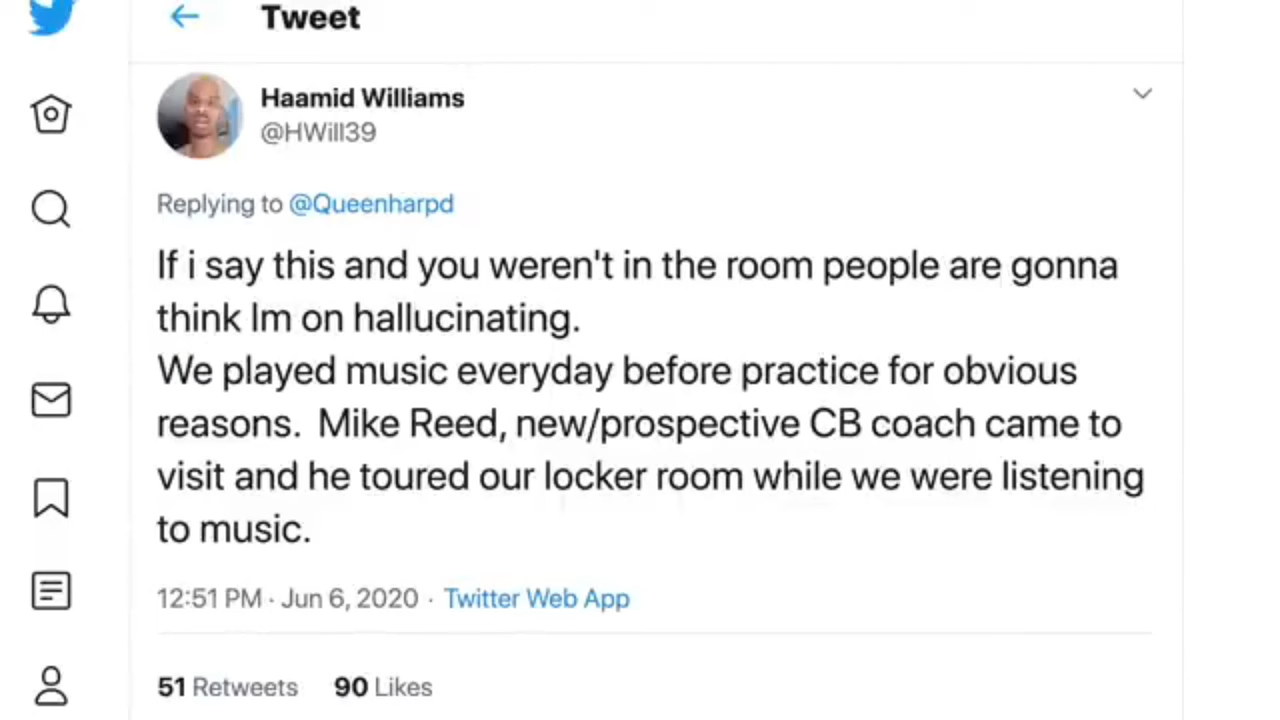 Tweet
Haamid Williams
@HWill39
Replying to @Queenharpd
If i say this and you weren't in the room people are gonna
think Im on hallucinating.
We played music everyday before practice for obvious
reasons.  Mike Reed, new/prospective CB coach came to
visit and he toured our locker room while we were listening
to music.
12:51 PM · Jun 6, 2020 · Twitter Web App
51 Retweets 90 Likes